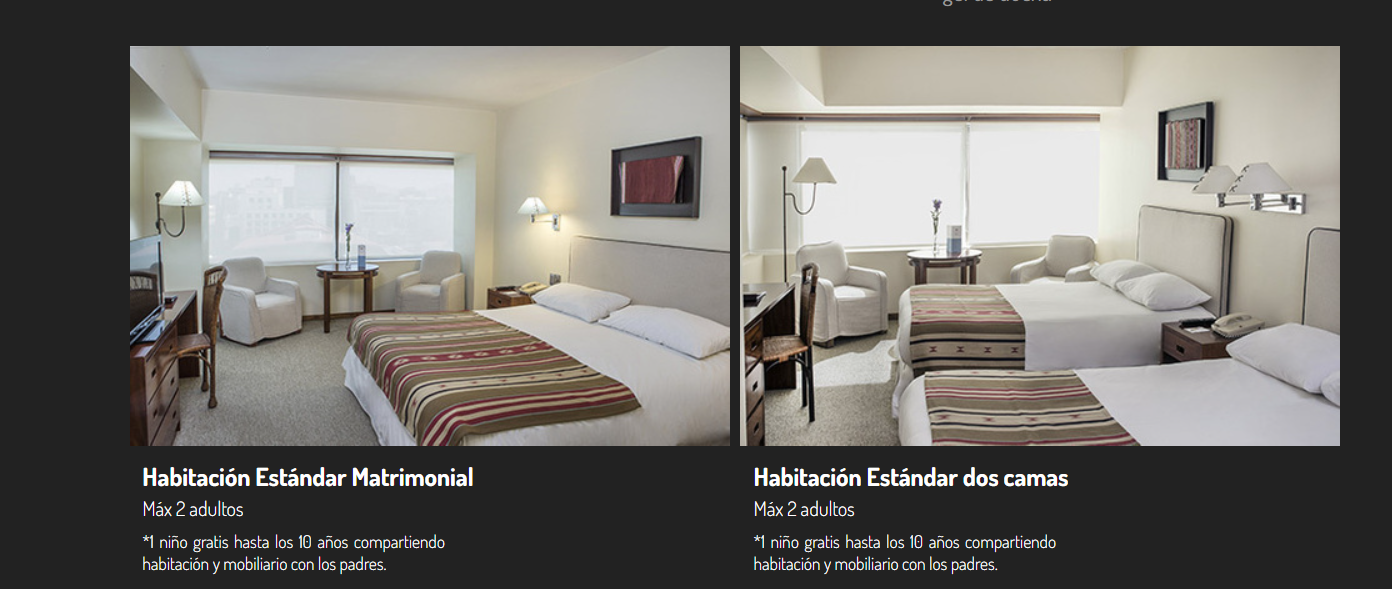 Habitación Estándar Matrimonial
Máx 2 adultos
*1 niño gratis hasta los 10 años compartiendo
habitación y mobiliario con los padres.
Habitación Estándar dos camas
Máx 2 adultos
*1 niño gratis hasta los 10 años compartiendo
habitación y mobiliario con los padres.